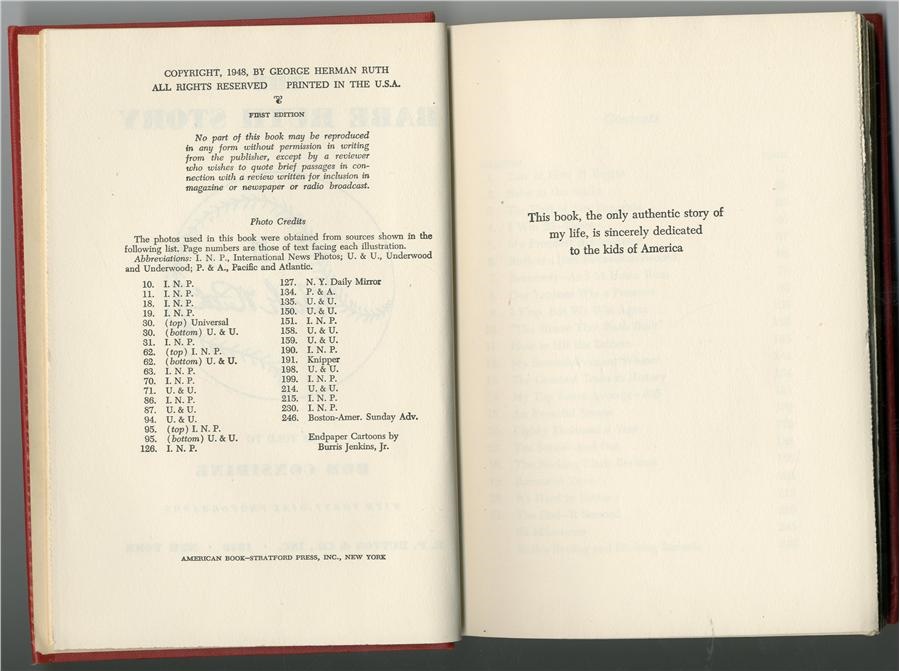 COPYRIGHT, 1948, BY GEORGE HERMAN RUTH
ALL RIGHTS RESERVED PRINTED IN THE U.S.A.
FIRST EDITION
No part of this book may be reproduced
in any form without permission in writing
from the publisher, except by a reviewer
who wishes to quote brief passages in con-
nection with a review written for inclusion in
magazine or newspaper or radio broadcast.
Photo Credits
The photos used in this book were obtained from sources shown in the
following list. Page numbers are those of text facing each illustration.
Abbreviations: I. N. P., International News Photos; U. & U., Underwood
and Underwood; P. & A., Pacific and Atlantic.
10. I. N. P.
11. I. N. P.
18. I. N. P.
19. I. N. P.
30. (top) Universal
30. (bottom) U. & U.
31. I. N. P.
62. (top) I. N. P.
62. (bottom) U. & U.
63. I. N. P.
70. I. N. P.
71. U. & U.
86. I. N. P.
87. U. & U.
94. U. & U.
95. (top) I. N. P.
95. (bottom) U. & U.
126. I. N. P.
127. N. Y. Daily Mirror
134. P. & A.
135. U. & U.
150. U. & U.
151. I. N. P.
158. U. & U.
159. U. & U.
190. I. N. P.
191. Knipper
198. U. & U.
199. I. N. P.
214. U. & U.
215. I. N. P.
230. I. N. P.
246. Boston-Amer. Sunday Adv.
Endpaper Cartoons by
Burris Jenkins, Jr.
AMERICAN BOOK—STRATFORD PRESS, INC., NEW YORK
This book, the only authentic story of
my life, is sincerely dedicated
to the kids of America